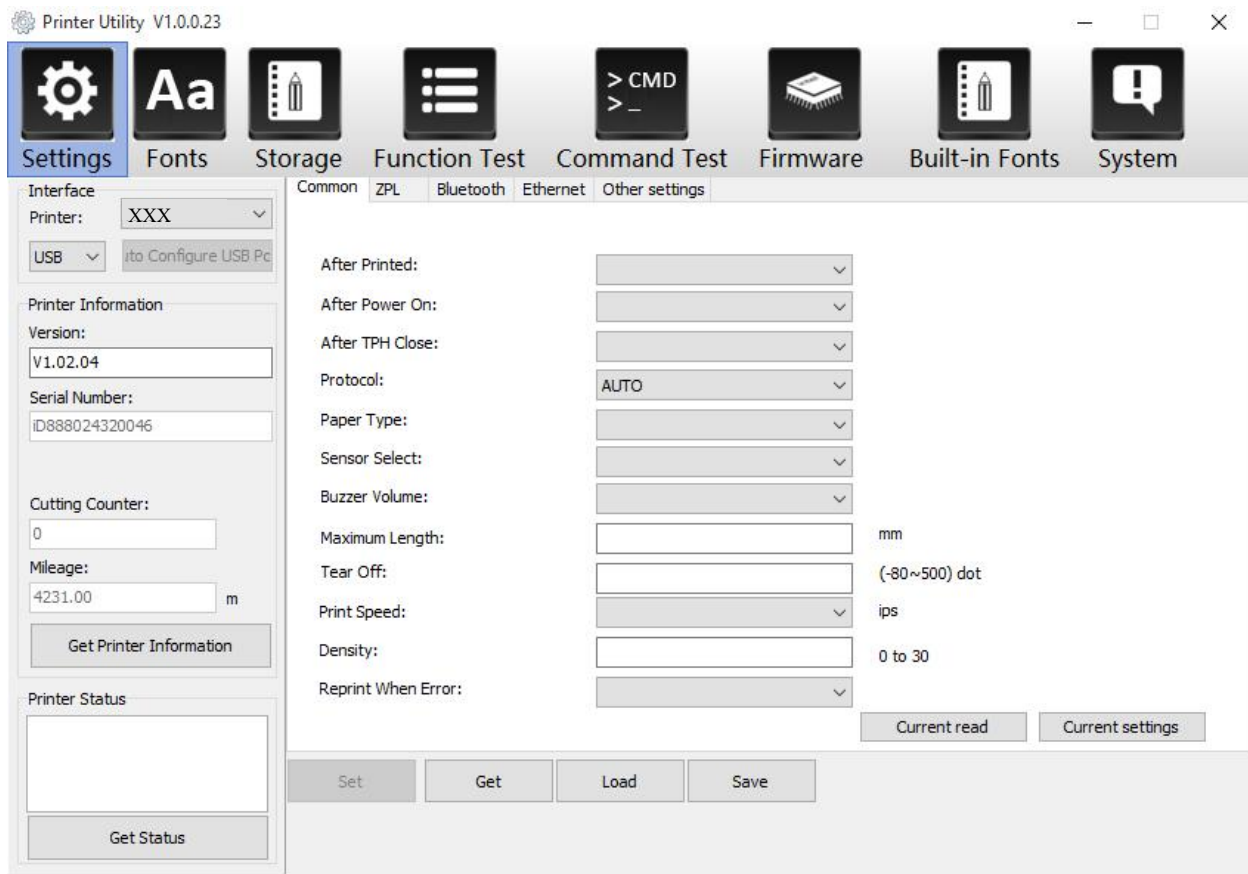 Printer Utility V1.0.0.23
Aa
> CMD
> _
Settings Fonts Storage Function Test Command Test Firmware Built-in Fonts System
Interface
Printer: XXX
USB ito Configure USB Pc
Printer Information
Version:
V1.02.04
Serial Number:
iD888024320046
Cutting Counter:
0
Mileage:
4231.00 m
Get Printer Information
Printer Status
Get Status
Common ZPL Bluetooth Ethernet Other settings
After Printed:
After Power On:
After TPH Close:
Protocol: AUTO
Paper Type:
Sensor Select:
Buzzer Volume:
Maximum Length: mm
Tear Off: (-80~500) dot
Print Speed: ips
Density: 0 to 30
Reprint When Error:
Current read Current settings
Set Get Load Save